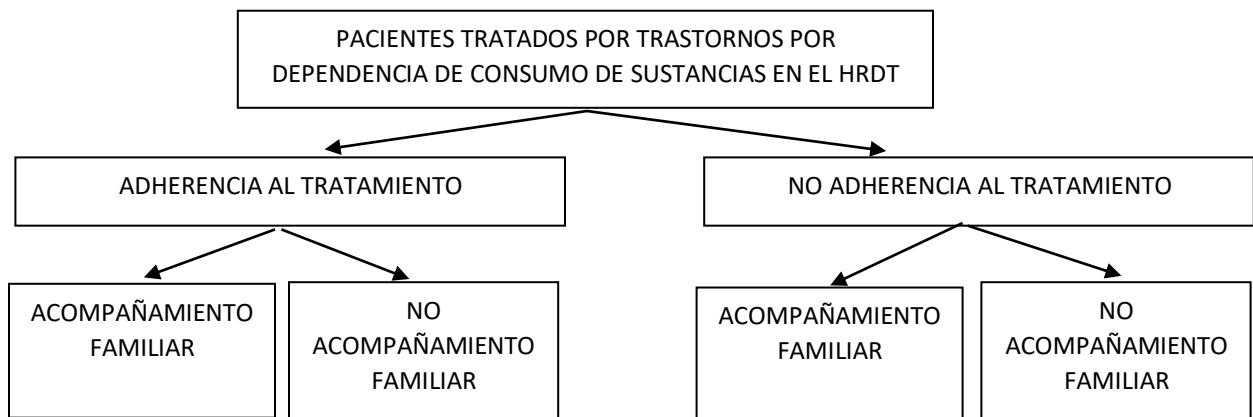 PACIENTES TRATADOS POR TRASTORNOS POR
DEPENDENCIA DE CONSUMO DE SUSTANCIAS EN EL HRDT
ADHERENCIA AL TRATAMIENTO
NO ADHERENCIA AL TRATAMIENTO
ACOMPAÑAMIENTO
FAMILIAR
NO
ACOMPAÑAMIENTO
FAMILIAR
ACOMPAÑAMIENTO
FAMILIAR
NO
ACOMPAÑAMIENTO
FAMILIAR